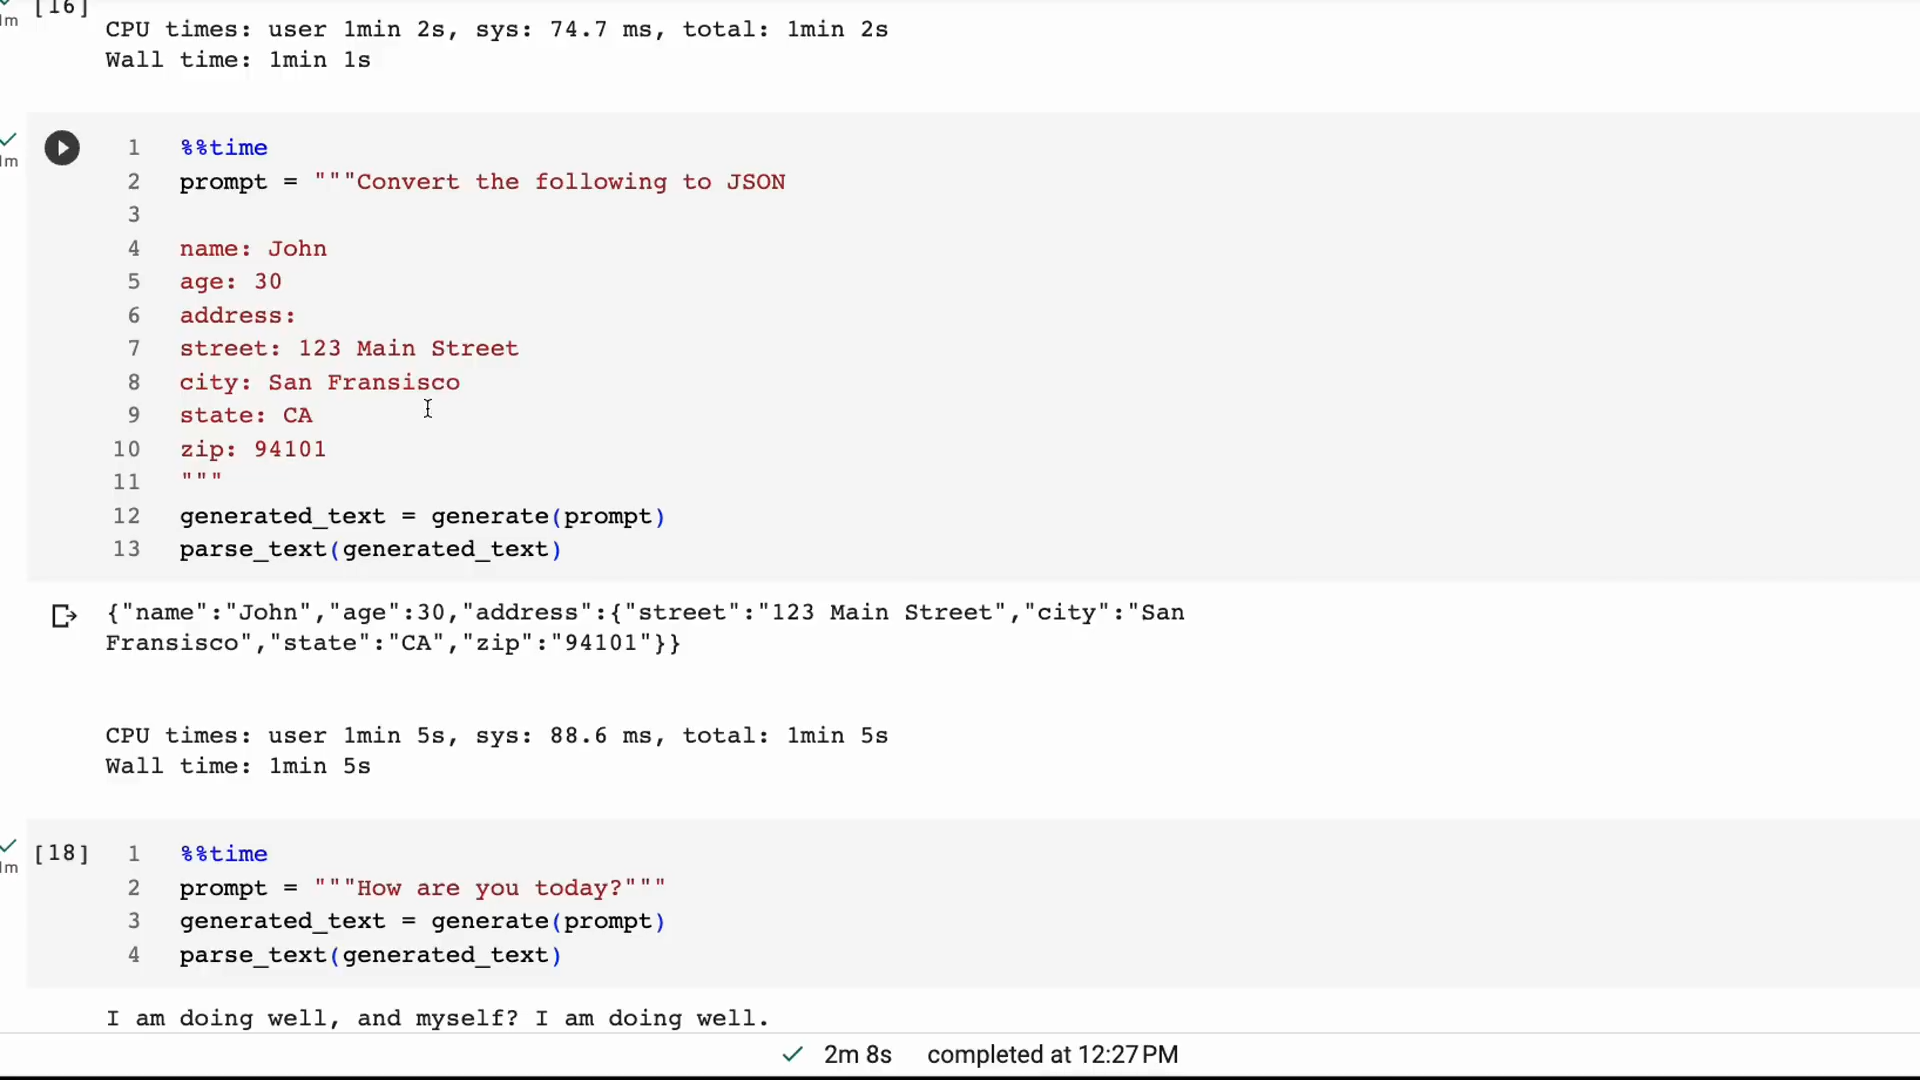 [16]
1m
CPU times: user 1min 2s, sys: 74.7 ms, total: 1min 2s
Wall time: 1min 1s
1m
1 %%time
2 prompt = """Convert the following to JSON
3
4 name: John
5 age: 30
6 address:
7 street: 123 Main Street
8 city: San Fransisco
9 state: CA
10 zip: 94101
11 """
12 generated_text = generate(prompt)
13 parse_text(generated_text)
{"name":"John","age":30,"address":{"street":"123 Main Street","city":"San
Fransisco","state":"CA","zip":"94101"}}
CPU times: user 1min 5s, sys: 88.6 ms, total: 1min 5s
Wall time: 1min 5s
1m
[18] 1 %%time
2 prompt = """How are you today?"""
3 generated_text = generate(prompt)
4 parse_text(generated_text)
I am doing well, and myself? I am doing well.
2m 8s completed at 12:27 PM